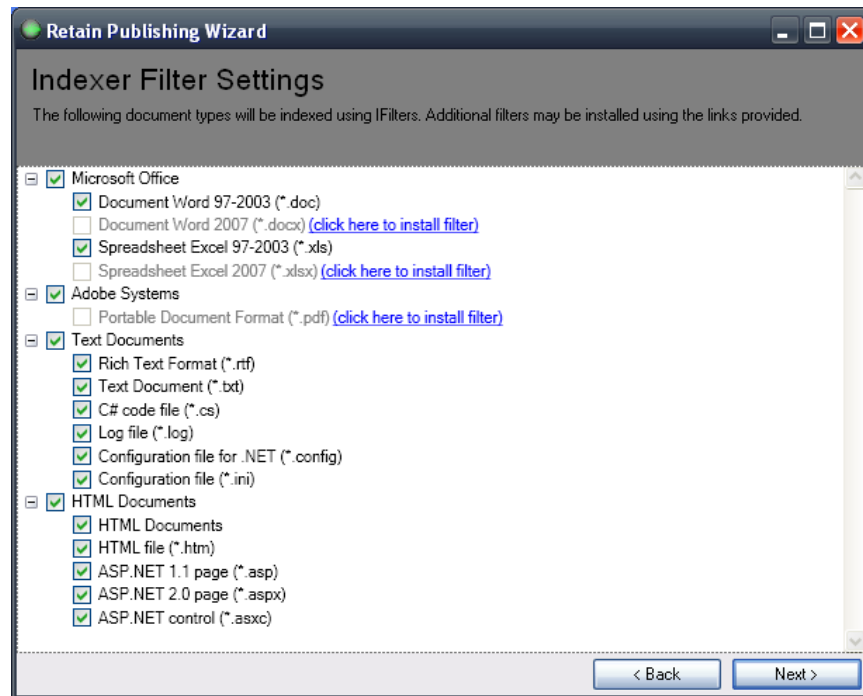 Retain Publishing Wizard
Indexer Filter Settings
The following document types will be indexed using IFilters. Additional filters may be installed using the links provided.
Microsoft Office
Document Word 97-2003 (*.doc)
Document Word 2007 (*.docx) (click here to install filter)
Spreadsheet Excel 97-2003 (*.xls)
Spreadsheet Excel 2007 (*.xlsx) (click here to install filter)
Adobe Systems
Portable Document Format (*.pdf) (click here to install filter)
Text Documents
Rich Text Format (*.rtf)
Text Document (*.txt)
C# code file (*.cs)
Log file (*.log)
Configuration file for .NET (*.config)
Configuration file (*.ini)
HTML Documents
HTML Documents
HTML file (*.htm)
ASP.NET 1.1 page (*.asp)
ASP.NET 2.0 page (*.aspx)
ASP.NET control (*.asxc)
< Back Next >